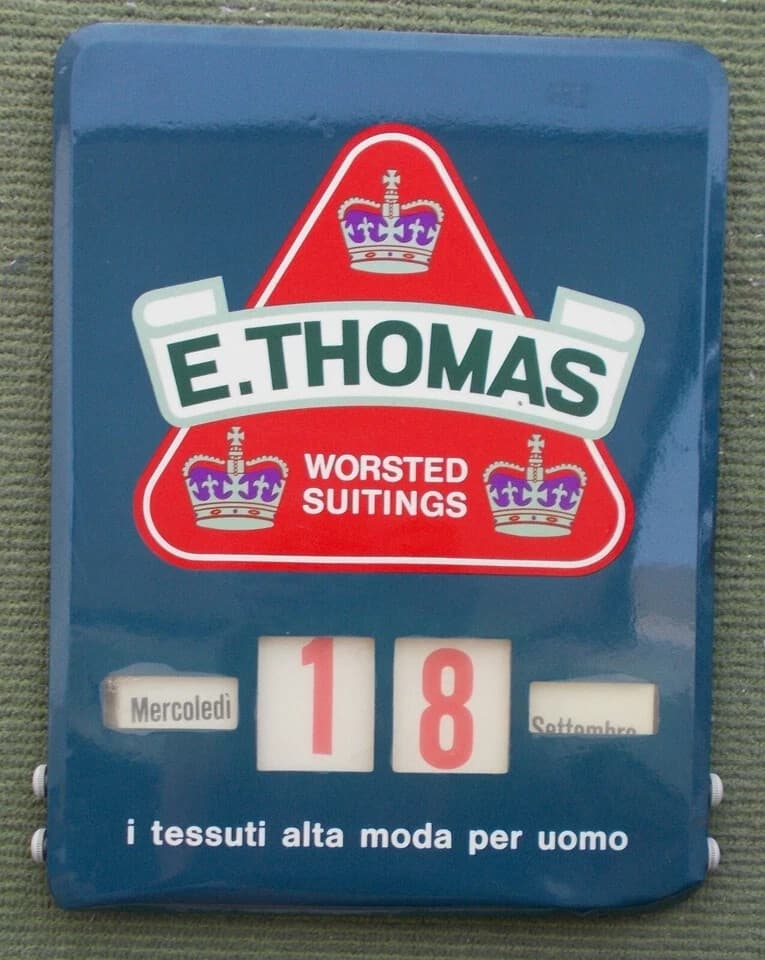 E.THOMAS
WORSTED
SUITINGS
Mercoledì 18 Settembre
i tessuti alta moda per uomo